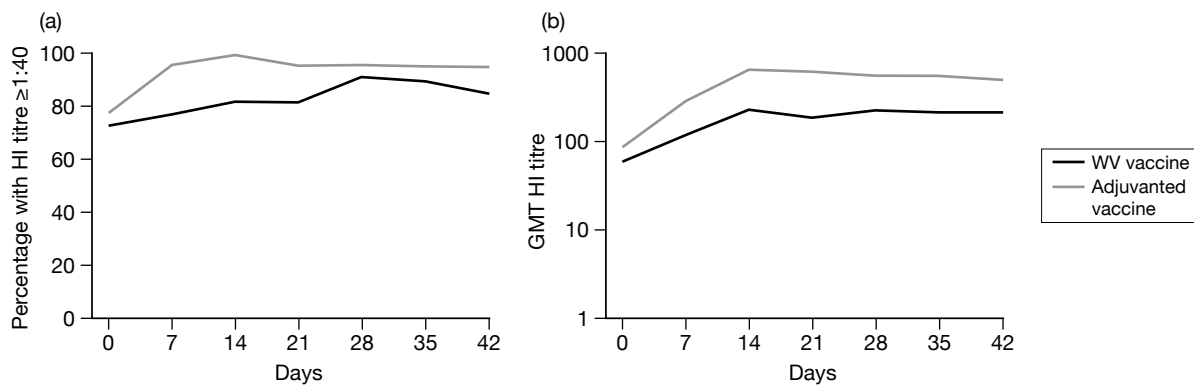 (a)
Percentage with HI titre ≥1:40
100
80
60
40
20
0
0 7 14 21 28 35 42
Days
(b)
GMT HI titre
1000
100
10
1
0 7 14 21 28 35 42
Days
WV vaccine
Adjuvanted
vaccine